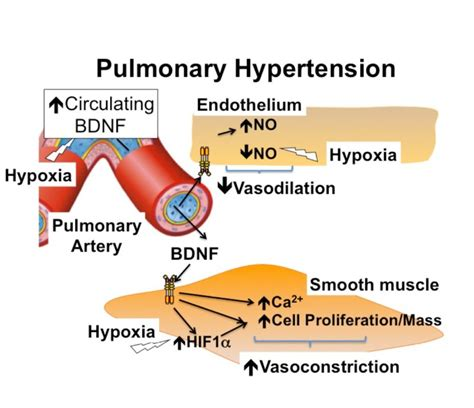 Pulmonary Hypertension
↑Circulating
BDNF
Endothelium
↑NO
↓NO
Hypoxia
Hypoxia
↓Vasodilation
Pulmonary
Artery
BDNF
Smooth muscle
↑Ca²⁺
↑Cell Proliferation/Mass
Hypoxia
↑HIF1α
↑Vasoconstriction